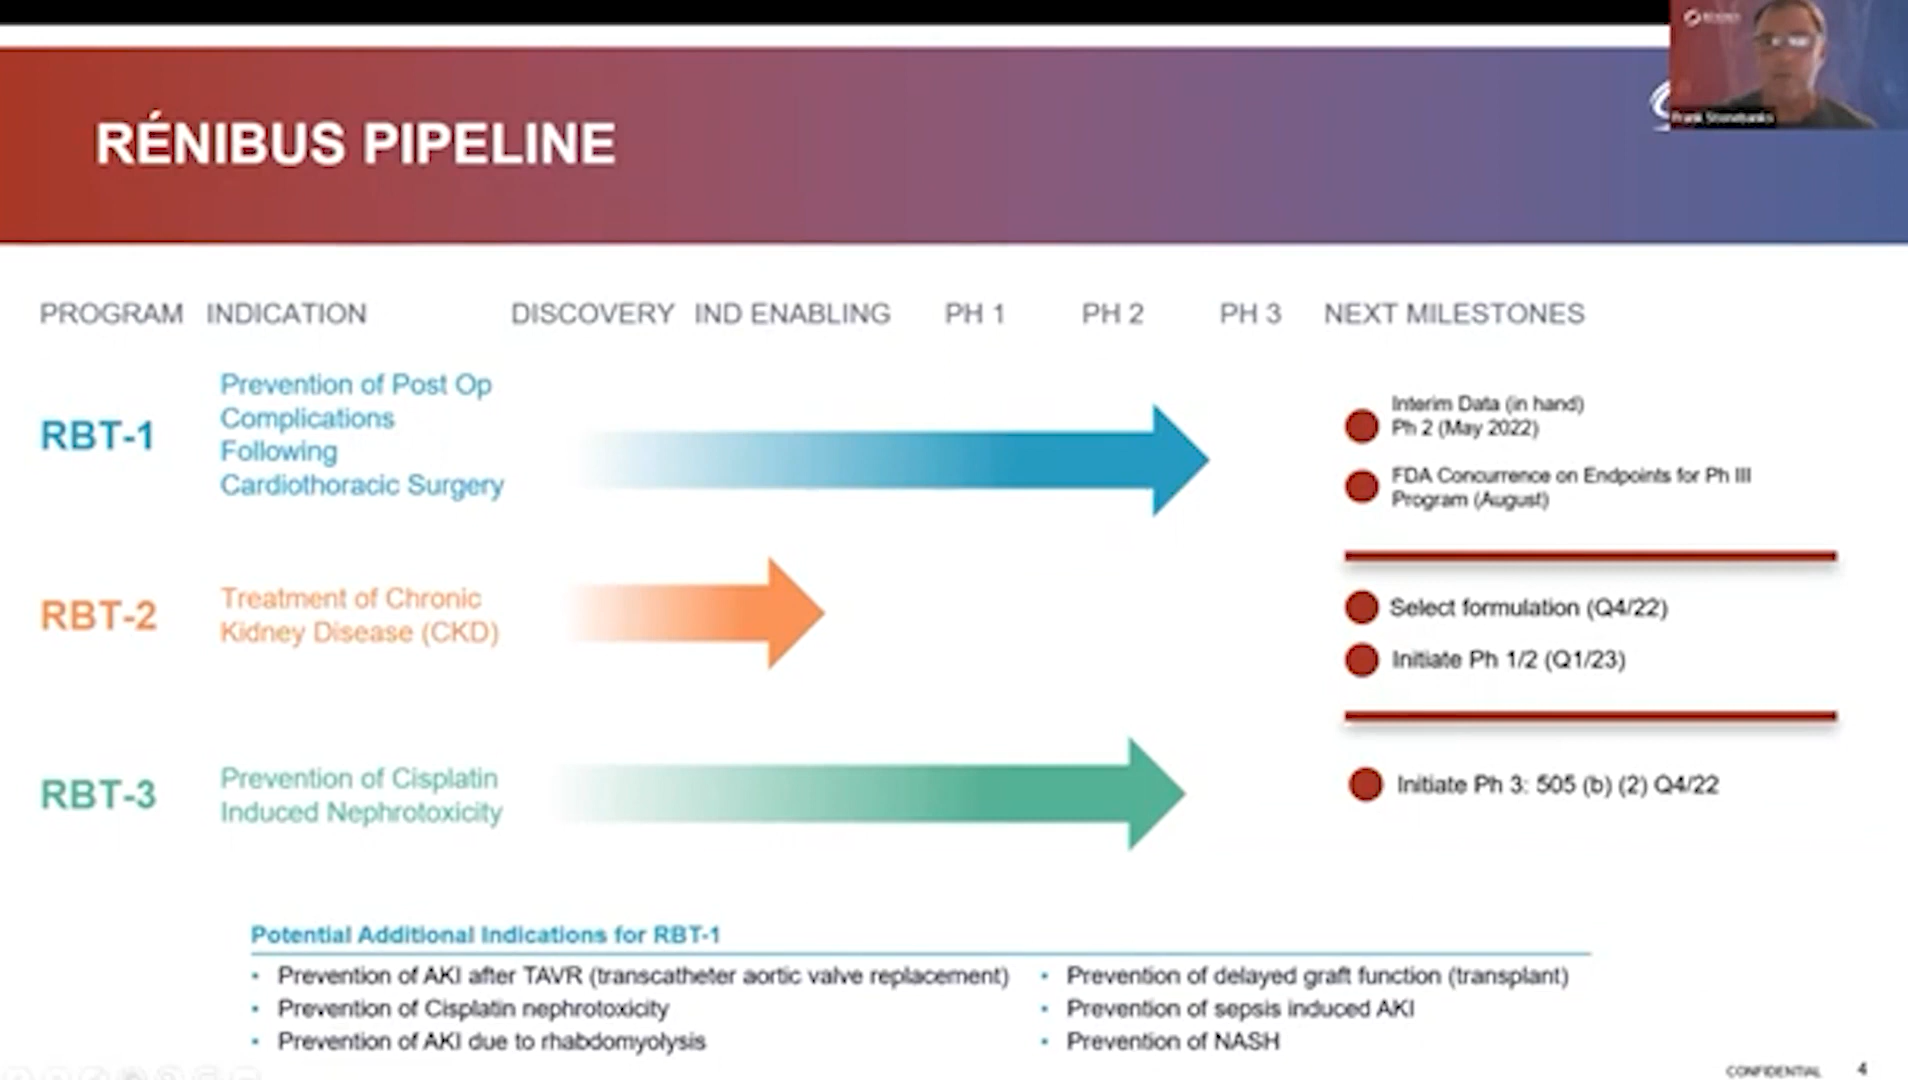 RÉNIBUS PIPELINE
Frank Stonebanks
PROGRAM INDICATION DISCOVERY IND ENABLING PH 1 PH 2 PH 3 NEXT MILESTONES
RBT-1
Prevention of Post Op
Complications
Following
Cardiothoracic Surgery
Interim Data (in hand)
Ph 2 (May 2022)
FDA Concurrence on Endpoints for Ph III
Program (August)
RBT-2
Treatment of Chronic
Kidney Disease (CKD)
Select formulation (Q4/22)
Initiate Ph 1/2 (Q1/23)
RBT-3
Prevention of Cisplatin
Induced Nephrotoxicity
Initiate Ph 3: 505 (b) (2) Q4/22
Potential Additional Indications for RBT-1
• Prevention of AKI after TAVR (transcatheter aortic valve replacement)
• Prevention of Cisplatin nephrotoxicity
• Prevention of AKI due to rhabdomyolysis
• Prevention of delayed graft function (transplant)
• Prevention of sepsis induced AKI
• Prevention of NASH
CONFIDENTIAL 4